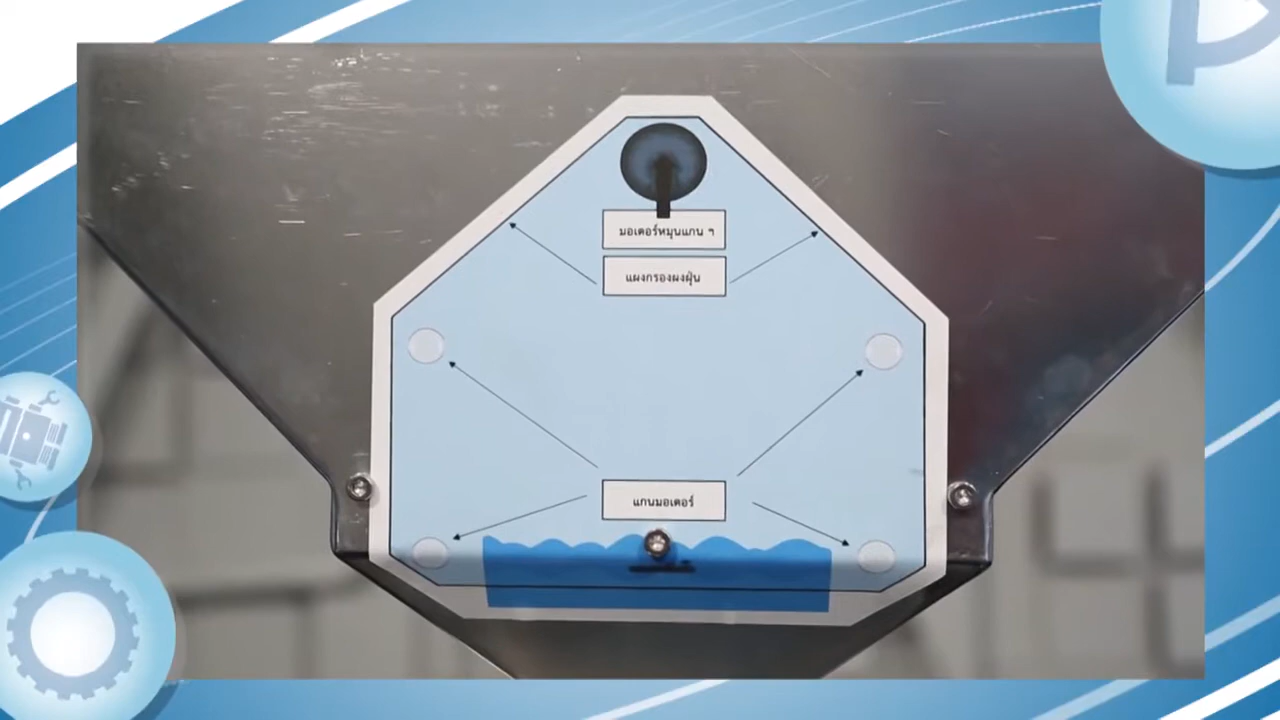 มอเตอร์หมุนแกน ๆ
แผงกรองผงฝุ่น
แกนมอเตอร์